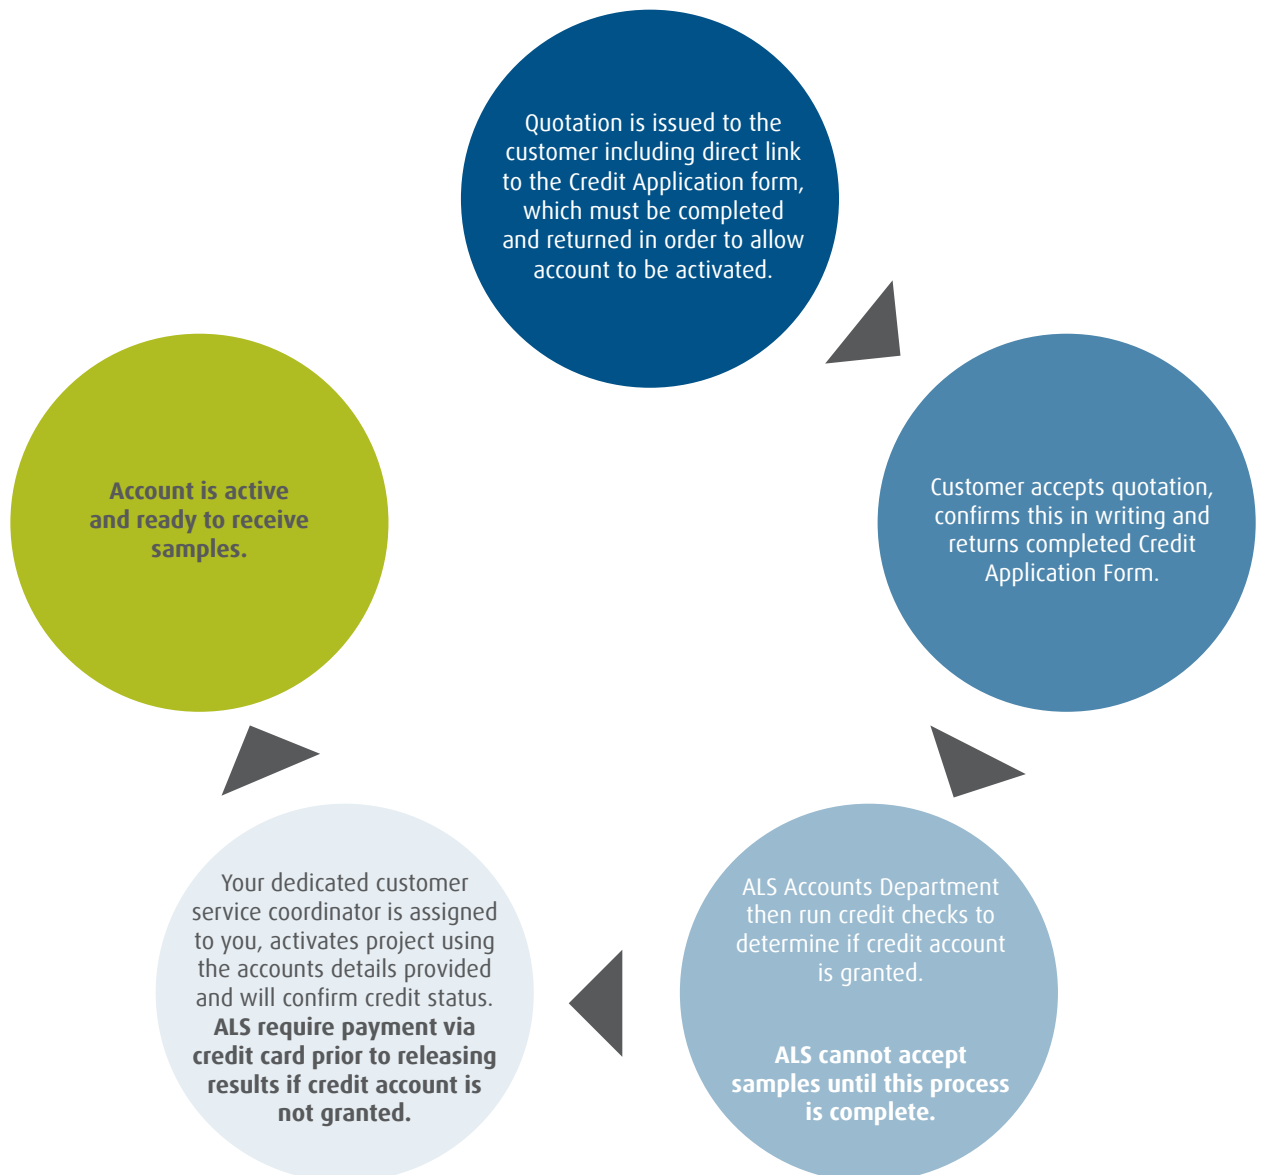 Quotation is issued to the
customer including direct link
to the Credit Application form,
which must be completed
and returned in order to allow
account to be activated.
Customer accepts quotation,
confirms this in writing and
returns completed Credit
Application Form.
ALS Accounts Department
then run credit checks to
determine if credit account
is granted.
ALS cannot accept
samples until this process
is complete.
Your dedicated customer
service coordinator is assigned
to you, activates project using
the accounts details provided
and will confirm credit status.
ALS require payment via
credit card prior to releasing
results if credit account is
not granted.
Account is active
and ready to receive
samples.